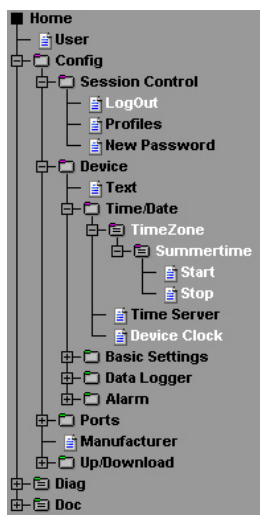 Home
User
Config
Session Control
LogOut
Profiles
New Password
Device
Text
Time/Date
TimeZone
Summertime
Start
Stop
Time Server
Device Clock
Basic Settings
Data Logger
Alarm
Ports
Manufacturer
Up/Download
Diag
Doc